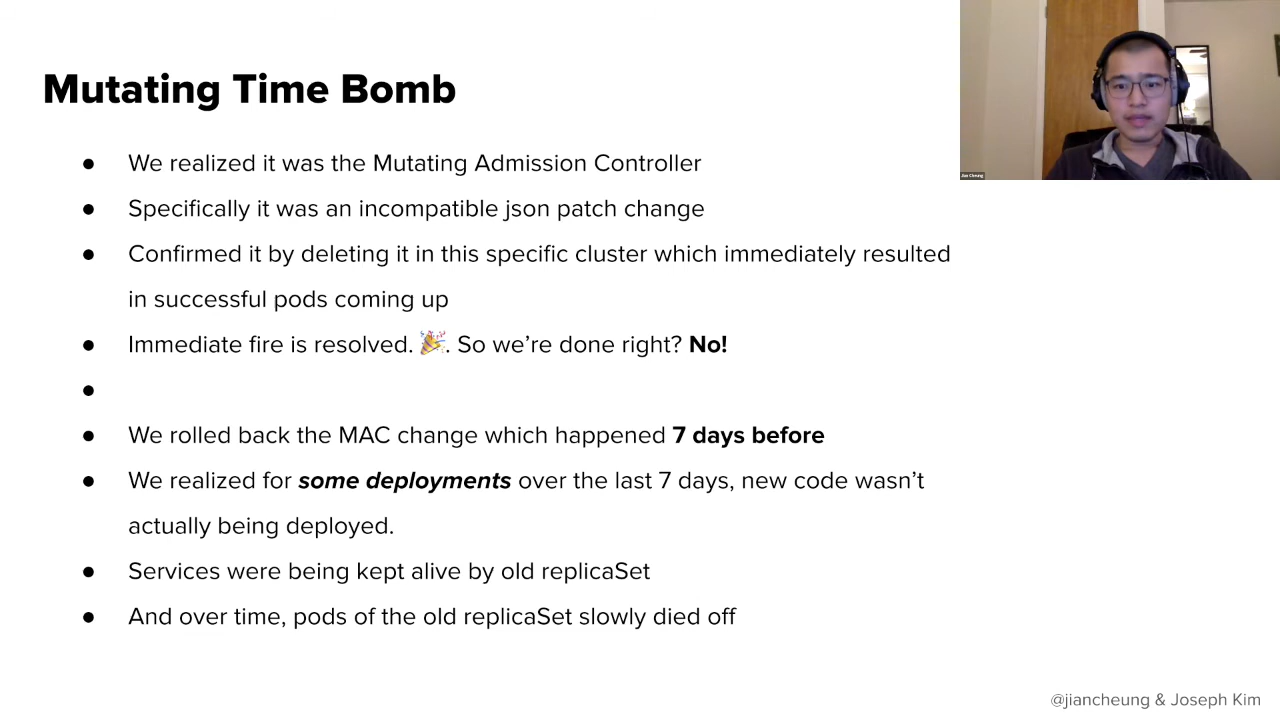 Mutating Time Bomb
● We realized it was the Mutating Admission Controller
● Specifically it was an incompatible json patch change
● Confirmed it by deleting it in this specific cluster which immediately resulted
in successful pods coming up
● Immediate fire is resolved. 🎉. So we’re done right? No!
●
● We rolled back the MAC change which happened 7 days before
● We realized for some deployments over the last 7 days, new code wasn’t
actually being deployed.
● Services were being kept alive by old replicaSet
● And over time, pods of the old replicaSet slowly died off
Jian Cheung
@jiancheung & Joseph Kim